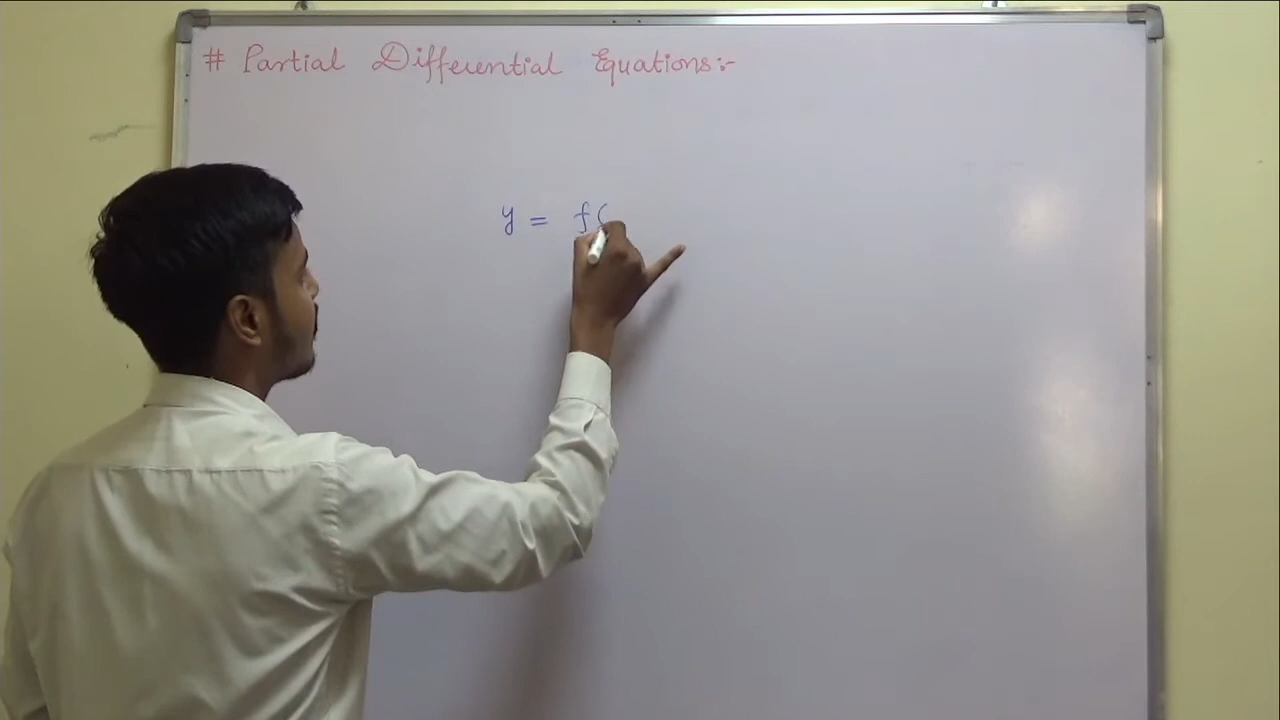 # Partial Differential Equations:-
y = f(